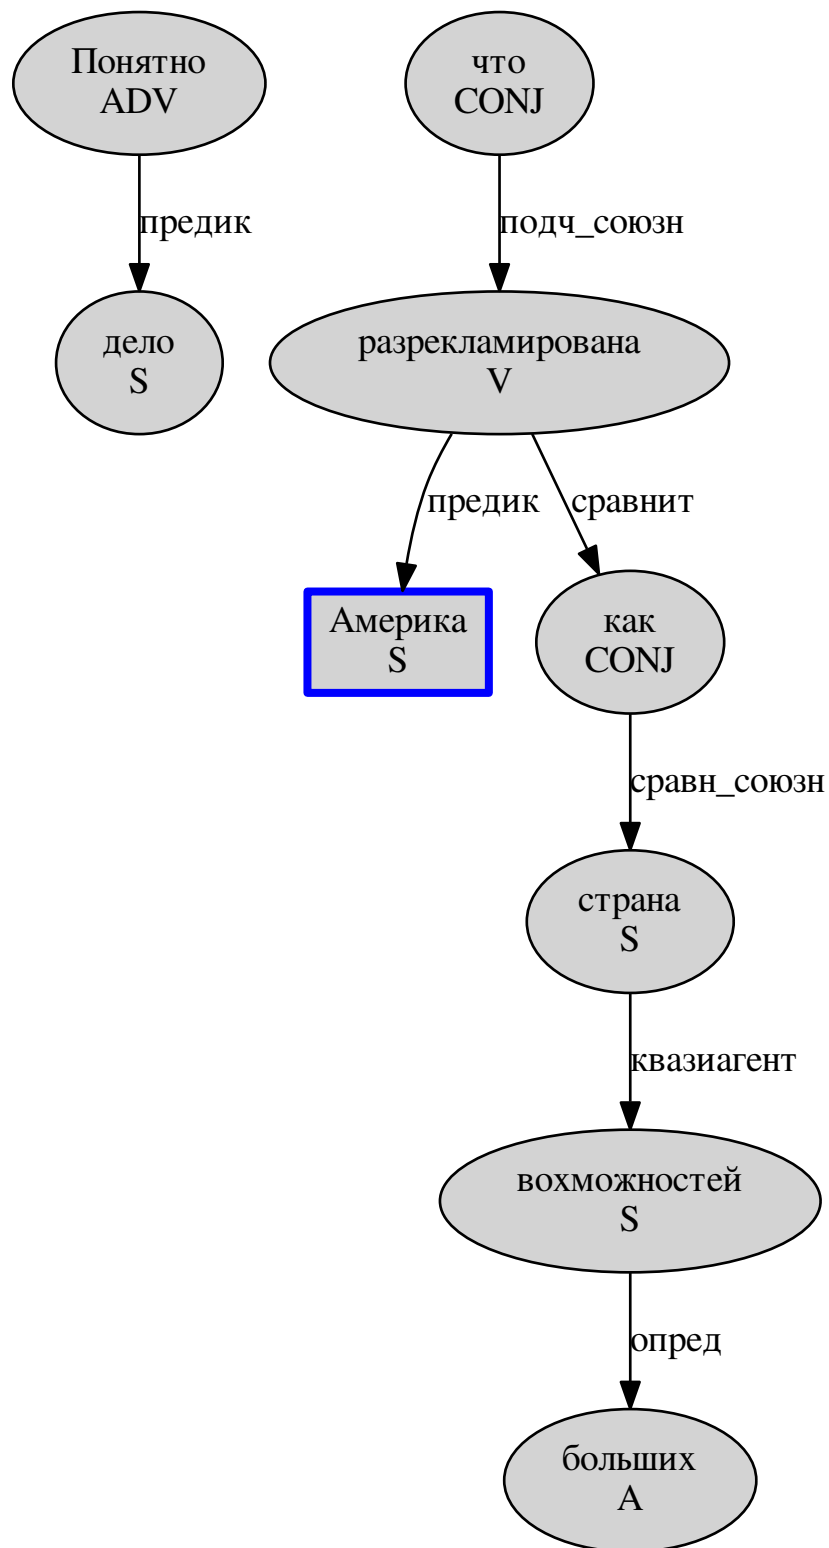 Понятно
ADV
что
CONJ
предик
подч_союзн
дело
S
разрекламирована
V
предик
сравнит
Америка
S
как
CONJ
сравн_союзн
страна
S
квазиагент
вохможностей
S
опред
больших
A